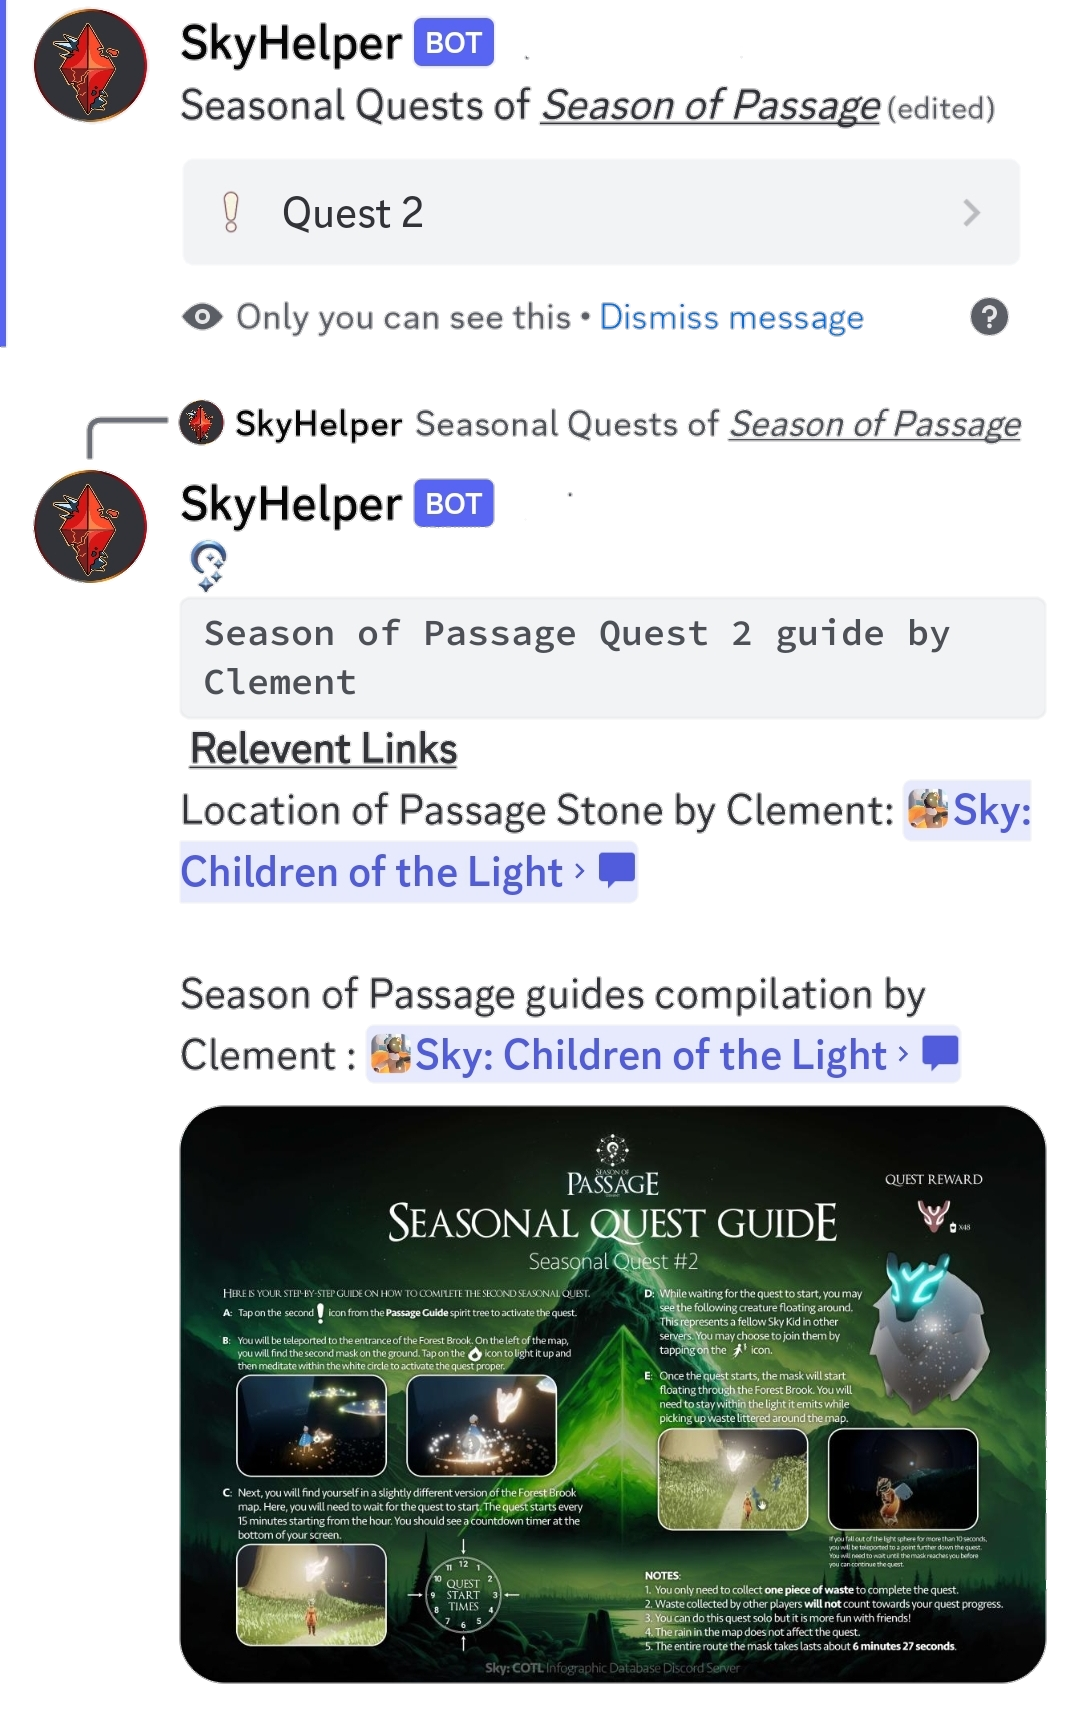 SkyHelper BOT
Seasonal Quests of Season of Passage (edited)
Quest 2
Only you can see this • Dismiss message
SkyHelper Seasonal Quests of Season of Passage
SkyHelper BOT
Season of Passage Quest 2 guide by
Clement
Relevent Links
Location of Passage Stone by Clement: Sky:
Children of the Light ›
Season of Passage guides compilation by
Clement : Sky: Children of the Light ›
SEASON OF
PASSAGE
SEASONAL QUEST GUIDE
Seasonal Quest #2
QUEST REWARD
x48
HERE IS YOUR STEP-BY-STEP GUIDE ON HOW TO COMPLETE THE SECOND SEASONAL QUEST.
A: Tap on the second icon from the Passage Guide spirit tree to activate the quest.
B: You will be teleported to the entrance of the Forest Brook. On the left of the map,
you will find the second mask on the ground. Tap on the icon to light it up and
then meditate within the white circle to activate the quest proper.
C: Next, you will find yourself in a slightly different version of the Forest Brook
map. Here, you will need to wait for the quest to start. The quest starts every
15 minutes starting from the hour. You should see a countdown timer at the
bottom of your screen.
12 1 2 3 4 5 6 7 8 9 10 11
QUEST
START
TIMES
D: While waiting for the quest to start, you may
see the following creature floating around.
This represents a fellow Sky Kid in other
servers. You may choose to join them by
tapping on the icon.
E: Once the quest starts, the mask will start
floating through the Forest Brook. You will
need to stay within the light it emits while
picking up waste littered around the map.
If you fall out of the light sphere for more than 10 seconds,
you will be teleported to a point further down the quest.
You will need to wait until the mask reaches you before
you can continue the quest.
NOTES:
1. You only need to collect one piece of waste to complete the quest.
2. Waste collected by other players will not count towards your quest progress.
3. You can do this quest solo but it is more fun with friends!
4. The rain in the map does not affect the quest.
5. The entire route the mask takes lasts about 6 minutes 27 seconds.
Sky: COTL Infographic Database Discord Server